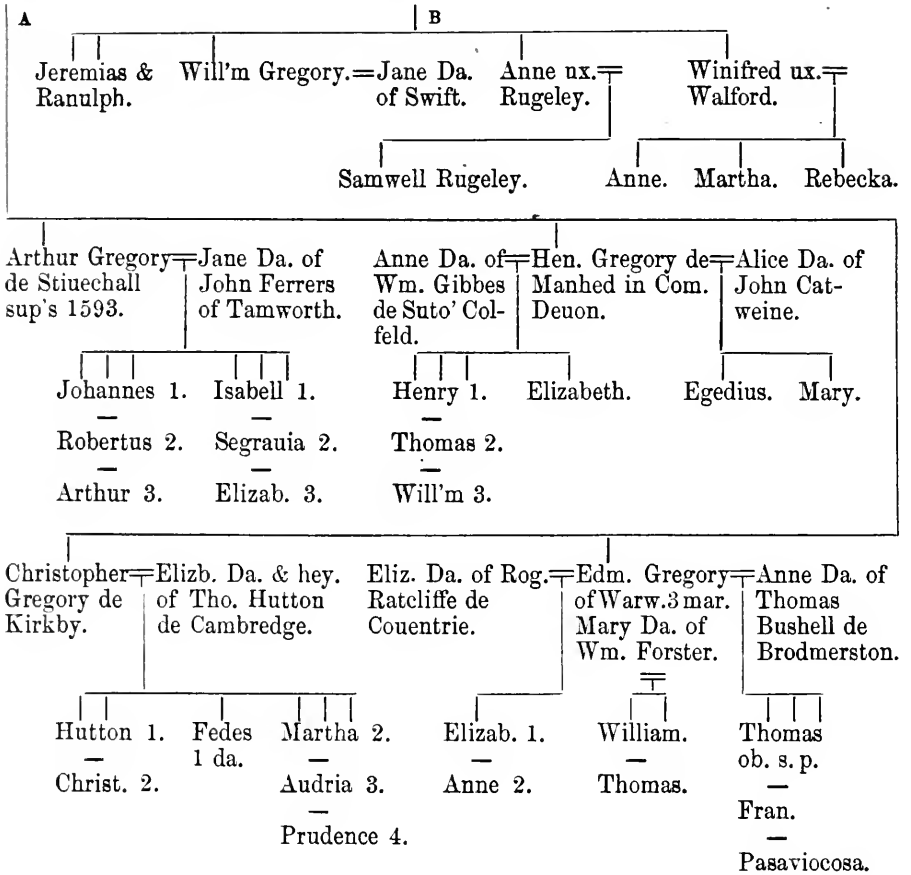 A
B
Jeremias & Ranulph.
Will'm Gregory.=Jane Da. of Swift.
Anne ux.= Rugeley.
Winifred ux.= Walford.
Samwell Rugeley.
Anne. Martha. Rebecka.
Arthur Gregory=Jane Da. of
de Stiuechall John Ferrers
sup's 1593. of Tamworth.
Anne Da. of=Hen. Gregory de=Alice Da. of
Wm. Gibbes Manhed in Com. John Cat-
de Suto' Col- Deuon. weine.
feld.
Johannes 1. Isabell 1. Henry 1. Elizabeth. Egedius. Mary.
Robertus 2. Segrauia 2. Thomas 2.
Arthur 3. Elizab. 3. Will'm 3.
Christopher=Elizb. Da. & hey. Eliz. Da. of Rog.=Edm. Gregory=Anne Da. of
Gregory de of Tho. Hutton Ratcliffe de of Warw. 3 mar. Thomas
Kirkby. de Cambredge. Couentrie. Mary Da. of Bushell de
Wm. Forster. Brodmerston.
Hutton 1. Fedes Martha 2. Elizab. 1. William. Thomas
1 da. ob. s. p.
Christ. 2. Audria 3. Anne 2. Thomas.
Fran.
Prudence 4.
Pasaviocosa.